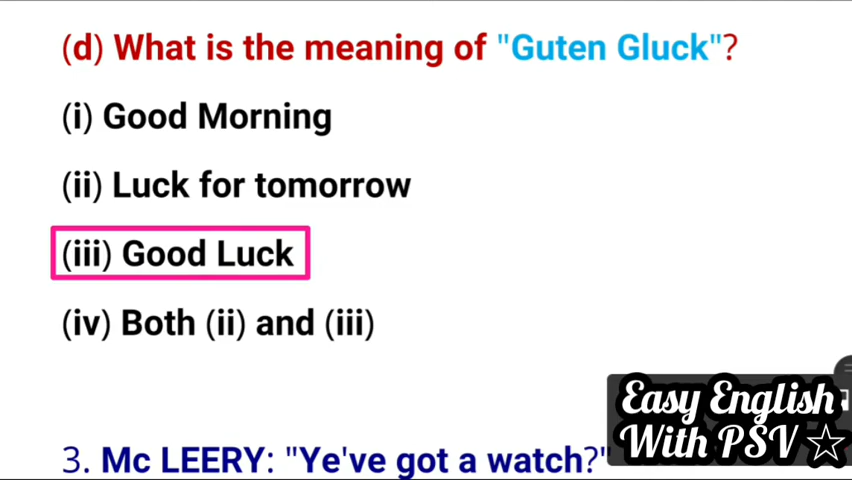 (d) What is the meaning of "Guten Gluck"?
(i) Good Morning
(ii) Luck for tomorrow
(iii) Good Luck
(iv) Both (ii) and (iii)
3. Mc LEERY: "Ye've got a watch?"
Easy English
With PSV ☆